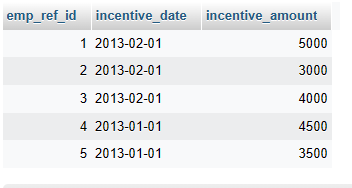 emp_ref_id incentive_date incentive_amount
1 2013-02-01 5000
2 2013-02-01 3000
3 2013-02-01 4000
4 2013-01-01 4500
5 2013-01-01 3500